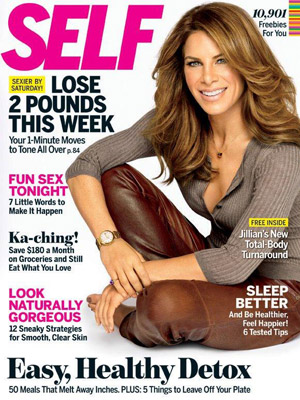 SELF
10,901
Freebies
For You
SEXIER BY
SATURDAY!
LOSE
2 POUNDS
THIS WEEK
Your 1-Minute Moves
to Tone All Over p.84
FUN SEX
TONIGHT
7 Little Words to
Make it Happen
Ka-ching!
Save $180 a Month
on Groceries and Still
Eat What You Love
LOOK
NATURALLY
GORGEOUS
12 Sneaky Strategies
for Smooth, Clear Skin
FREE INSIDE
Jillian's New
Total-Body
Turnaround
SLEEP
BETTER
And Be Healthier,
Feel Happier!
6 Tested Tips
Easy, Healthy Detox
50 Meals That Melt Away Inches. PLUS: 5 Things to Leave Off Your Plate